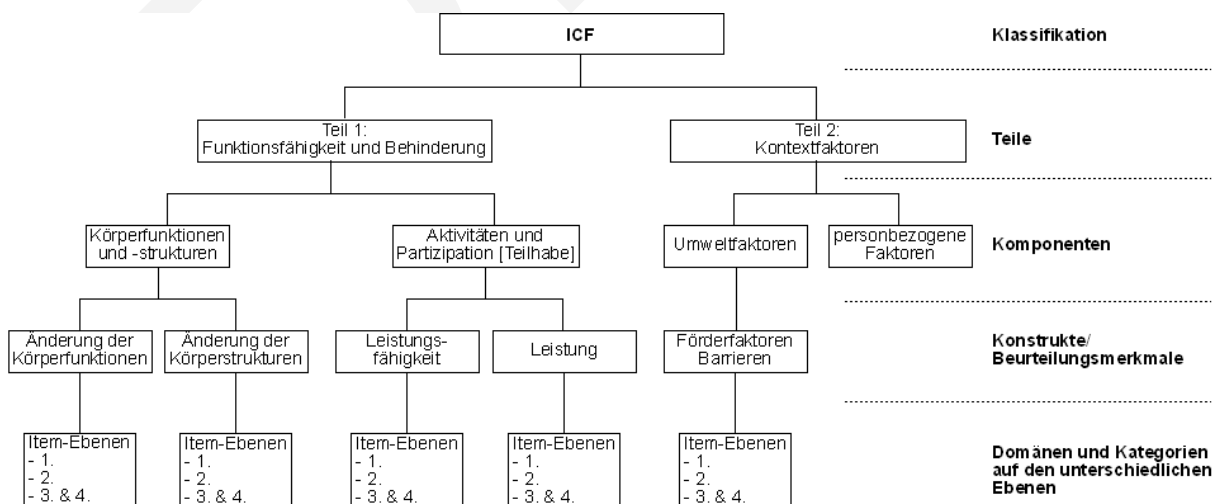 ICF
Klassifikation
Teil 1:
Funktionsfähigkeit und Behinderung
Teil 2:
Kontextfaktoren
Teile
Körperfunktionen
und -strukturen
Aktivitäten und
Partizipation [Teilhabe]
Umweltfaktoren
personbezogene
Faktoren
Komponenten
Änderung der
Körperfunktionen
Änderung der
Körperstrukturen
Leistungs-
fähigkeit
Leistung
Förderfaktoren
Barrieren
Konstrukte/
Beurteilungsmerkmale
Item-Ebenen
- 1.
- 2.
- 3. & 4.
Item-Ebenen
- 1.
- 2.
- 3. & 4.
Item-Ebenen
- 1.
- 2.
- 3. & 4.
Item-Ebenen
- 1.
- 2.
- 3. & 4.
Item-Ebenen
- 1.
- 2.
- 3. & 4.
Domänen und Kategorien
auf den unterschiedlichen
Ebenen